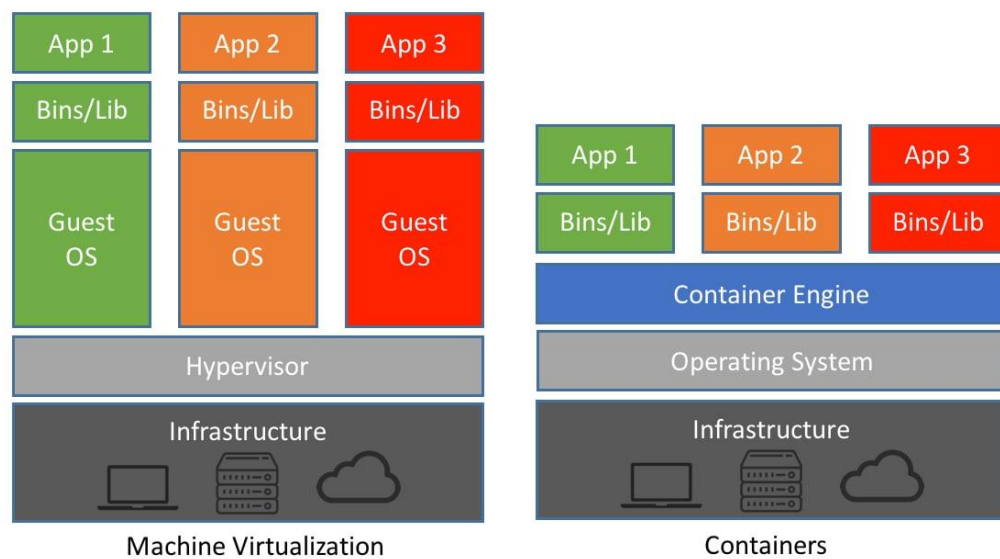 App 1
App 2
App 3
Bins/Lib
Bins/Lib
Bins/Lib
Guest
OS
Guest
OS
Guest
OS
Hypervisor
Infrastructure
Machine Virtualization
App 1
App 2
App 3
Bins/Lib
Bins/Lib
Bins/Lib
Container Engine
Operating System
Infrastructure
Containers